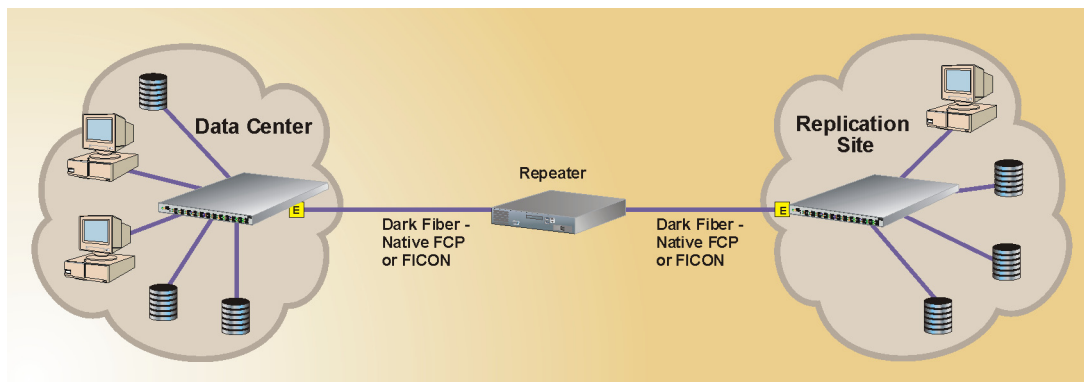 Data Center
Replication
Site
Repeater
E
E
Dark Fiber -
Native FCP
or FICON
Dark Fiber -
Native FCP
or FICON